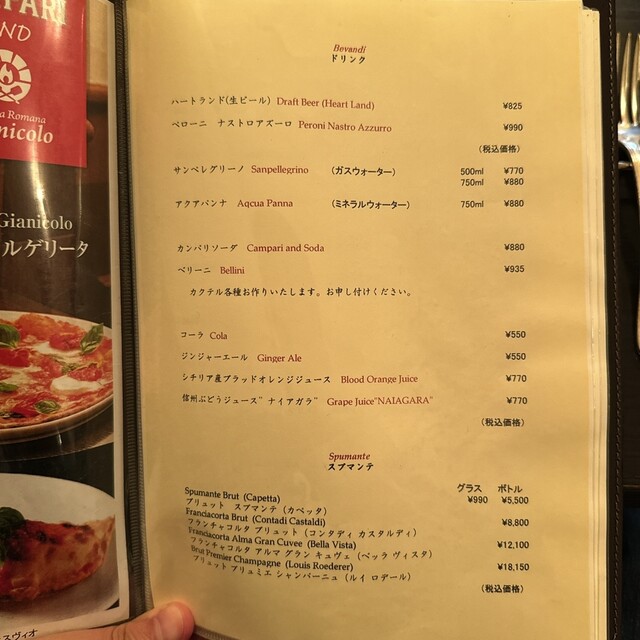 PARI
ND
a Romana
nicolo
Gianicolo
ルゲリータ
スヴィオ
Bevandi
ドリンク
ハートランド(生ビール) Draft Beer (Heart Land) ¥825
ペローニ ナストロアズーロ Peroni Nastro Azzurro ¥990
(税込価格)
サンペレグリーノ Sanpellegrino (ガスウォーター) 500ml ¥770
750ml ¥880
アクアパンナ Aqcua Panna (ミネラルウォーター) 750ml ¥880
カンパリソーダ Campari and Soda ¥880
ベリーニ Bellini ¥935
カクテル各種お作りいたします。お申し付けください。
コーラ Cola ¥550
ジンジャーエール Ginger Ale ¥550
シチリア産ブラッドオレンジジュース Blood Orange Juice ¥770
信州ぶどうジュース"ナイアガラ" Grape Juice"NAIAGARA" ¥770
(税込価格)
Spumante
スプマンテ
グラス ボトル
Spumante Brut (Capetta) ¥990 ¥5,500
ブリュット スプマンテ (カペッタ)
Franciacorta Brut (Contadi Castaldi) ¥8,800
フランチャコルタ ブリュット (コンタディ カスタルディ)
Franciacorta Alma Gran Cuvee (Bella Vista) ¥12,100
フランチャコルタ アルマ グラン キュヴェ (ベッラ ヴィスタ)
Brut Premier Champagne (Louis Roederer) ¥18,150
ブリュット プリュミエ シャンパーニュ (ルイ ロデール)
(税込価格)